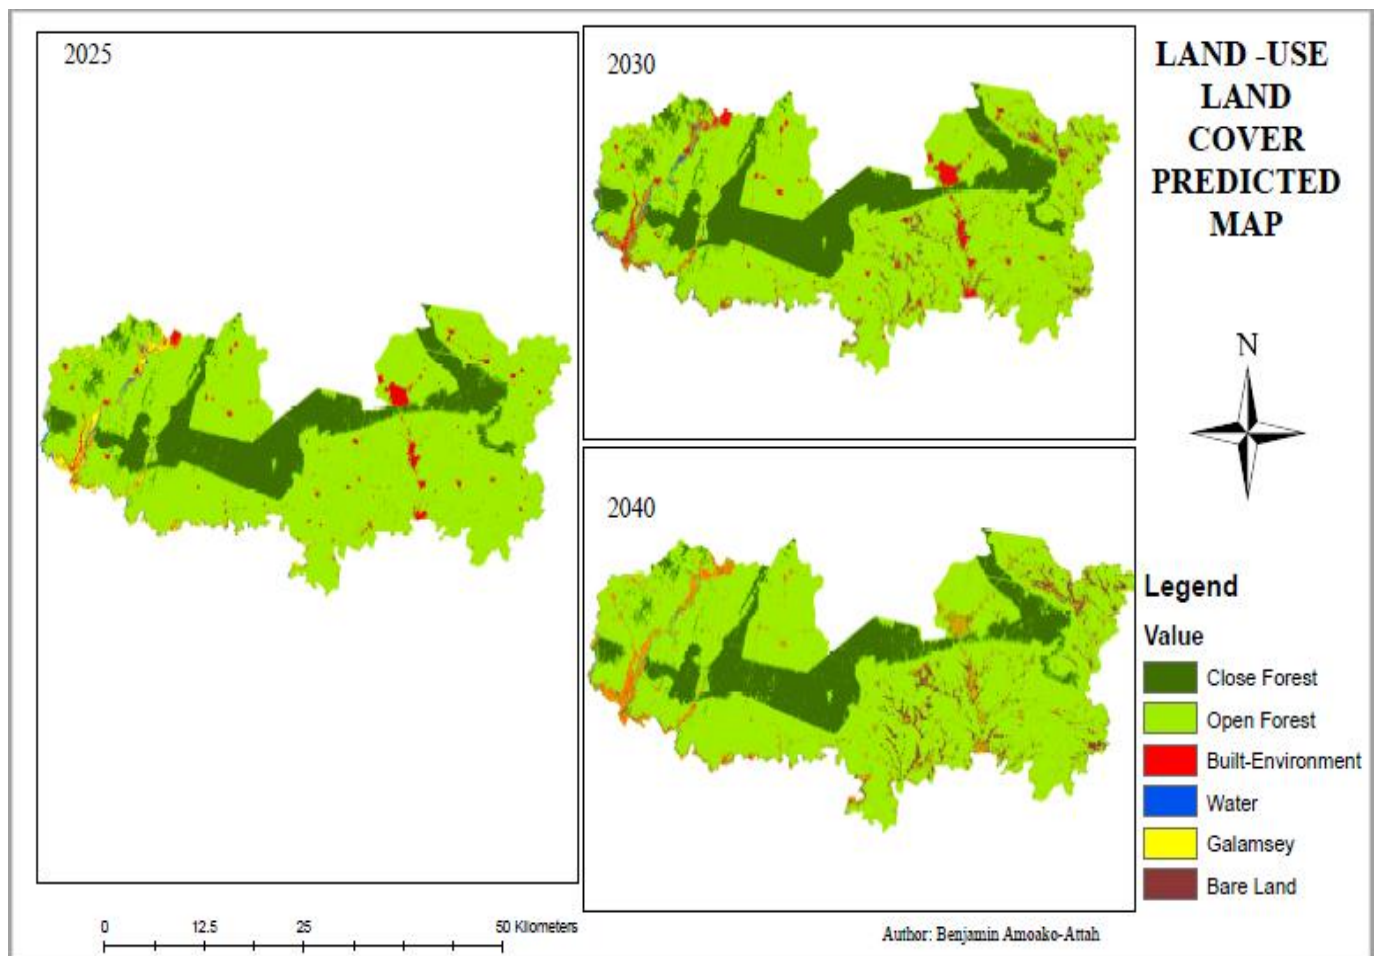 2025
2030
2040
LAND -USE
LAND
COVER
PREDICTED
MAP
N
Legend
Value
Close Forest
Open Forest
Built-Environment
Water
Galamsey
Bare Land
0 12.5 25 50 Kilometers
Author: Benjamin Amoako-Attah